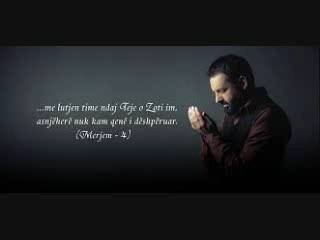 ...me lutjen time ndaj Teje o Zoti im,
asnjëherë nuk kam qenë i dëshpëruar.
(Merjem - 4)